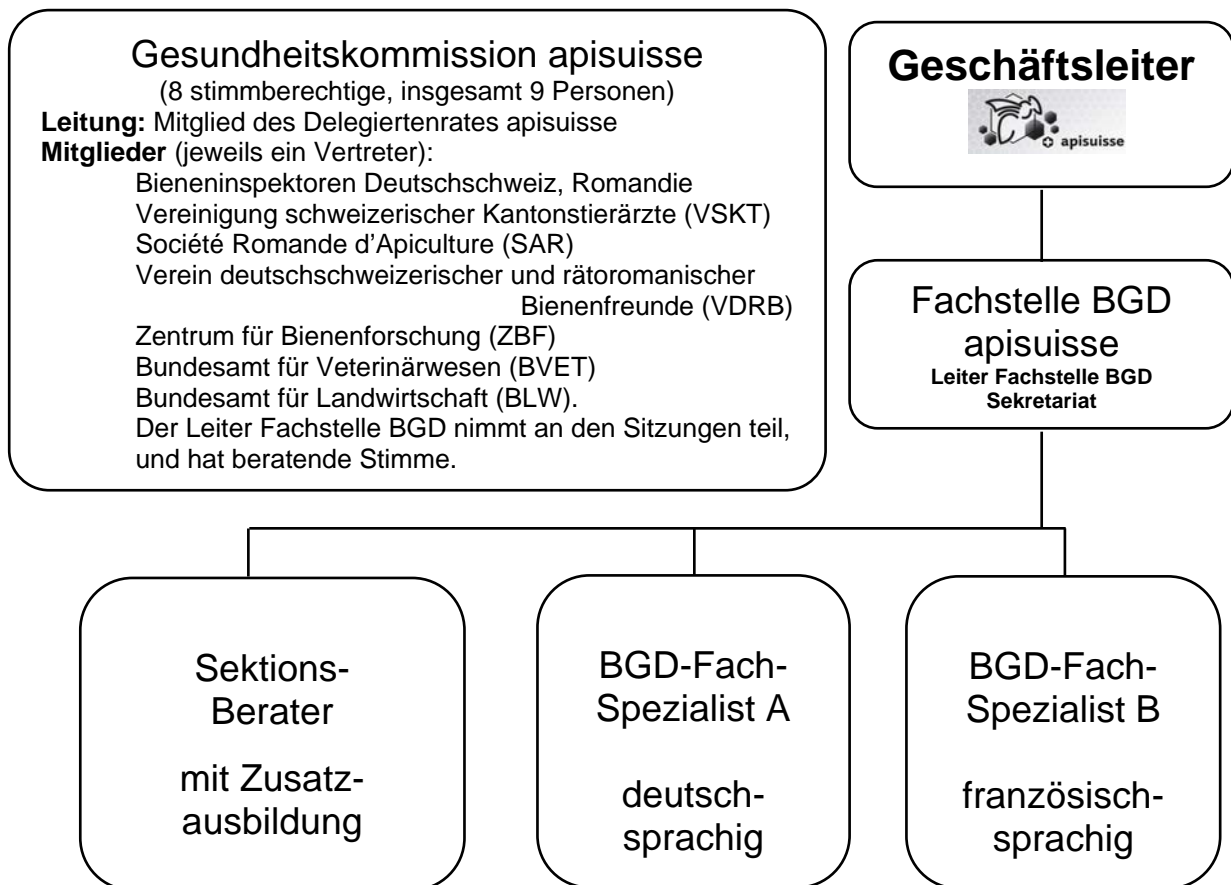 Gesundheitskommission apisuisse
(8 stimmberechtige, insgesamt 9 Personen)
Leitung: Mitglied des Delegiertenrates apisuisse
Mitglieder (jeweils ein Vertreter):
Bieneninspektoren Deutschschweiz, Romandie
Vereinigung schweizerischer Kantonstierärzte (VSKT)
Société Romande d'Apiculture (SAR)
Verein deutschschweizerischer und rätoromanischer
Bienenfreunde (VDRB)
Zentrum für Bienenforschung (ZBF)
Bundesamt für Veterinärwesen (BVET)
Bundesamt für Landwirtschaft (BLW).
Der Leiter Fachstelle BGD nimmt an den Sitzungen teil,
und hat beratende Stimme.
Geschäftsleiter
apisuisse
Fachstelle BGD
apisuisse
Leiter Fachstelle BGD
Sekretariat
Sektions-
Berater
mit Zusatz-
ausbildung
BGD-Fach-
Spezialist A
deutsch-
sprachig
BGD-Fach-
Spezialist B
französisch-
sprachig